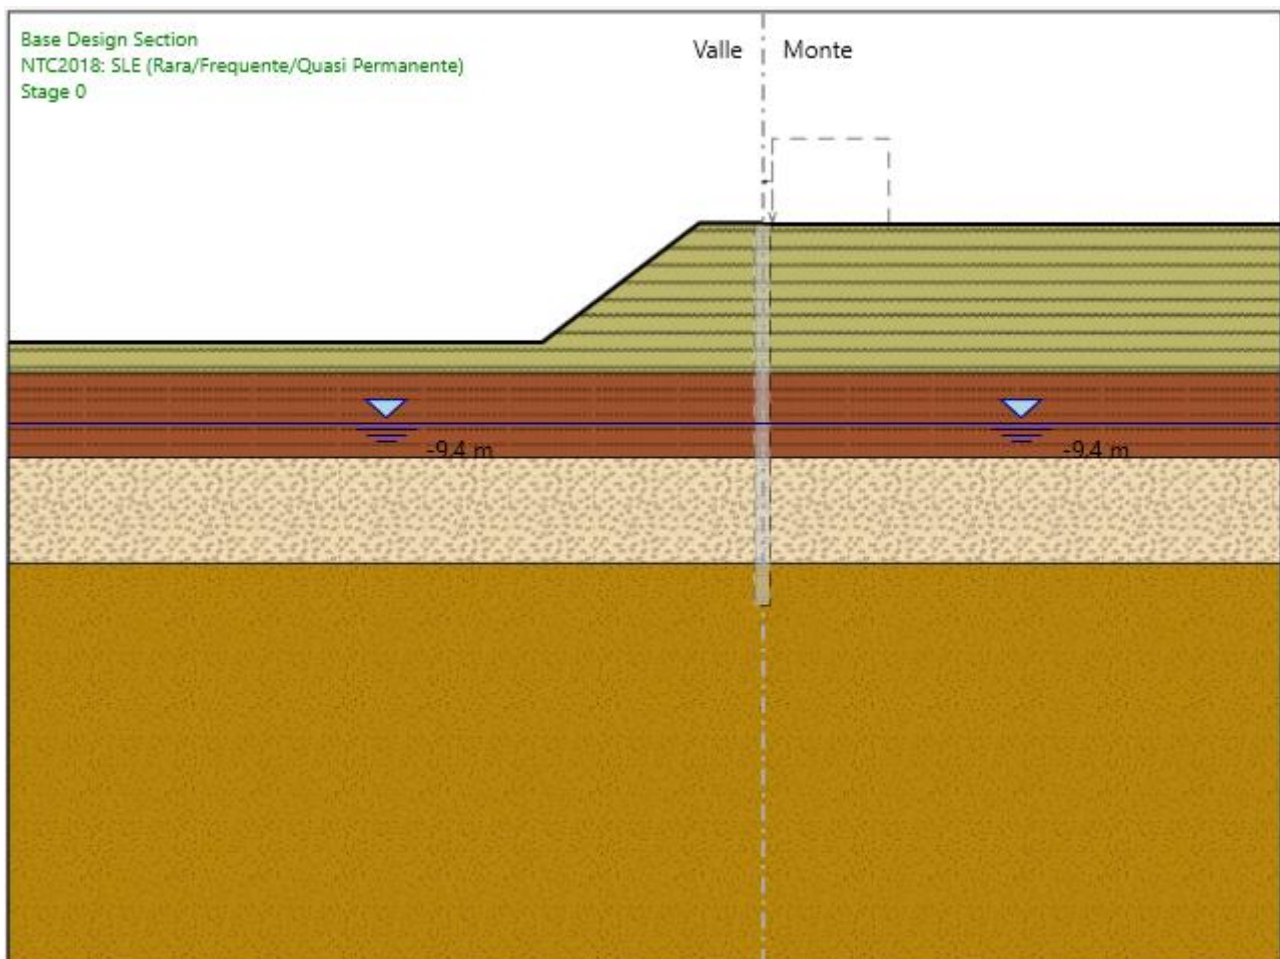 Base Design Section
NTC2018: SLE (Rara/Frequente/Quasi Permanente)
Stage 0
Valle Monte
-9.4 m -9.4 m